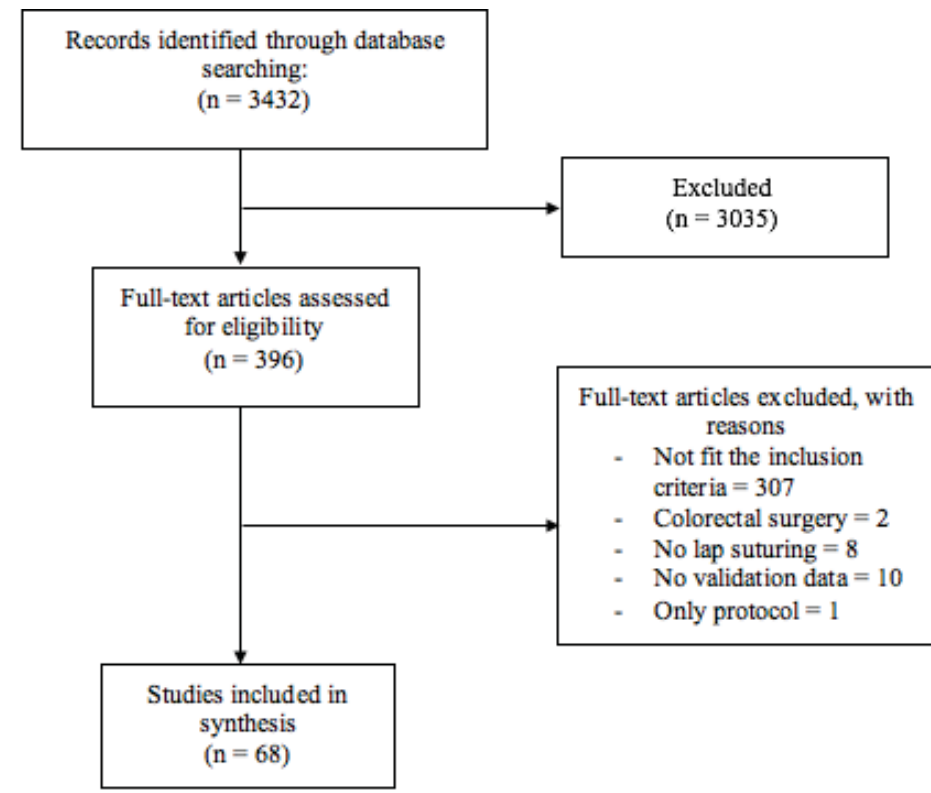 Records identified through database
searching:
(n = 3432)
Excluded
(n = 3035)
Full-text articles assessed
for eligibility
(n = 396)
Full-text articles excluded, with
reasons
- Not fit the inclusion
criteria = 307
- Colorectal surgery = 2
- No lap suturing = 8
- No validation data = 10
- Only protocol = 1
Studies included in
synthesis
(n = 68)